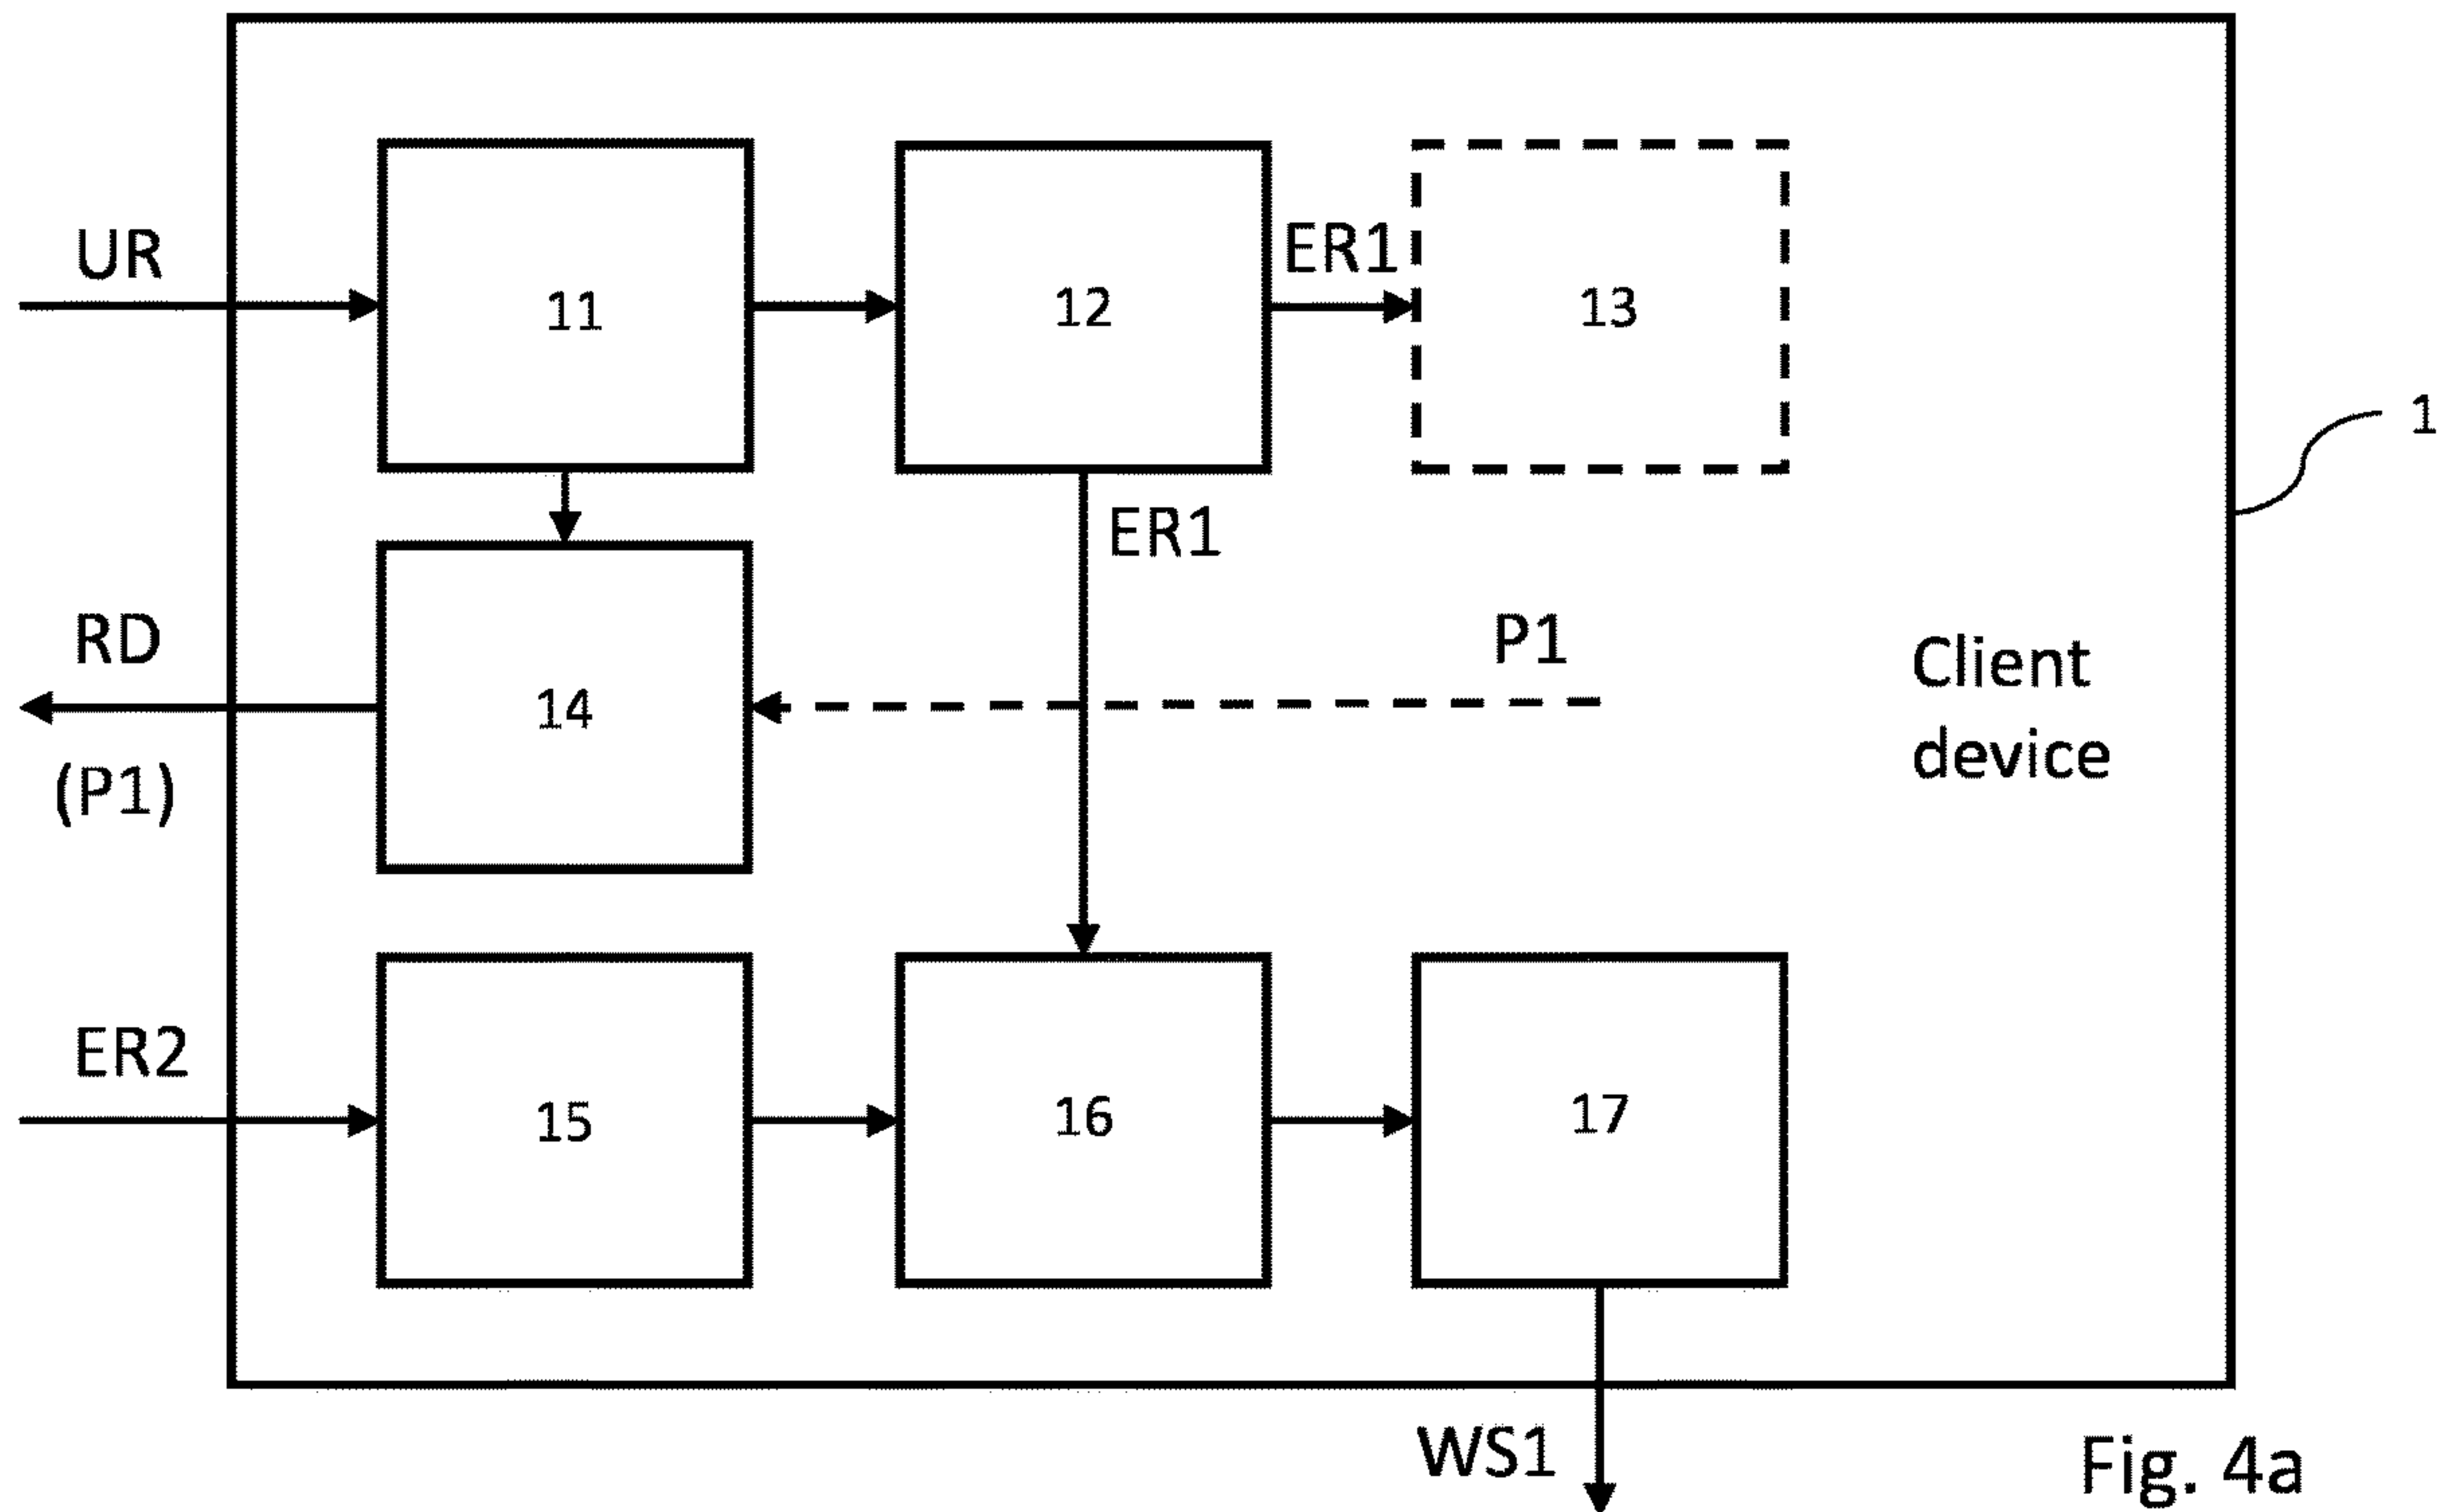 UR
11
12
ER1
13
1
ER1
RD
14
P1
Client
device
(P1)
ER2
15
16
17
WS1
Fig. 4a